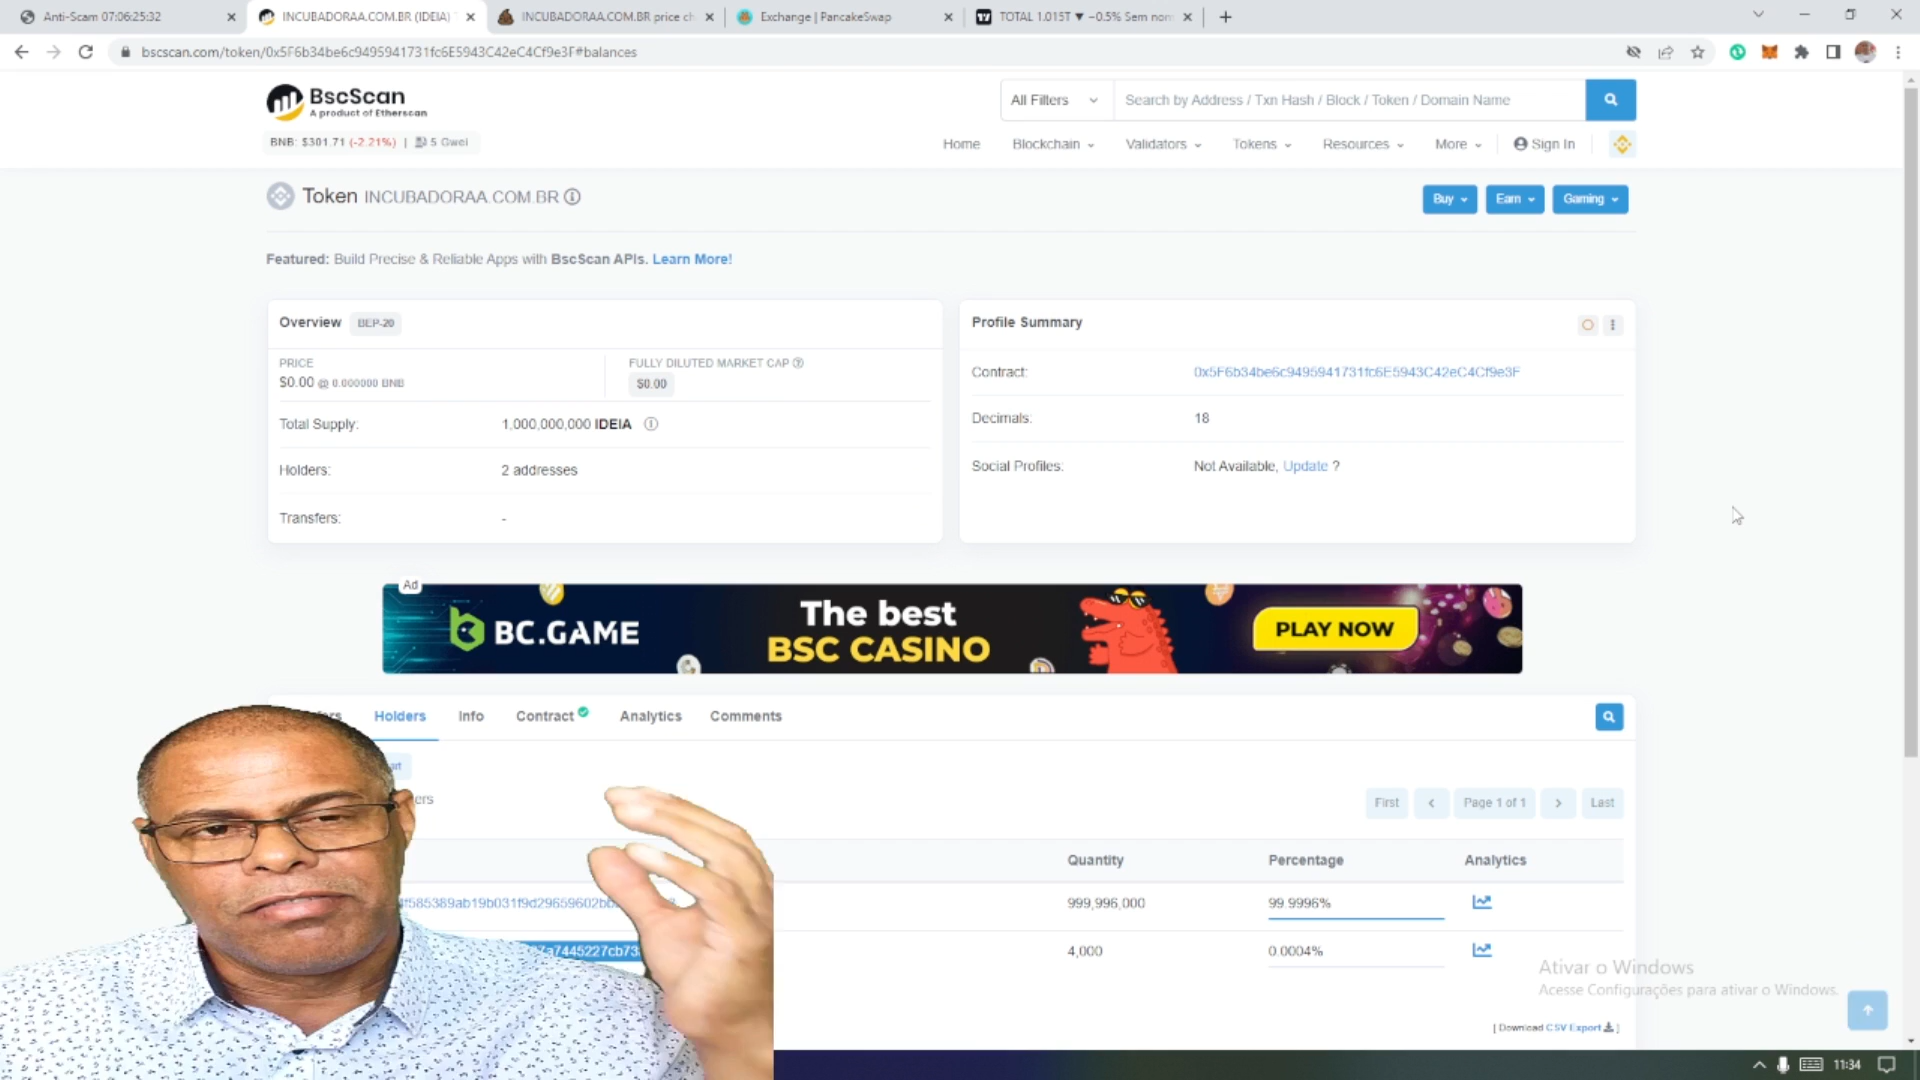 Anti-Scam 07:06:25:32
INCUBADORAA.COM.BR (IDEIA)
INCUBADORAA.COM.BR price ch
Exchange | PancakeSwap
TOTAL 1.015T ▼ −0.5% Sem nom
bscscan.com/token/0x5F6b34be6c9495941731fc6E5943C42eC4Cf9e3F#balances
BscScan
A product of Etherscan
All Filters
Search by Address / Txn Hash / Block / Token / Domain Name
BNB: $301.71 (-2.21%) | 5 Gwei
Home Blockchain Validators Tokens Resources More Sign In
Token INCUBADORAA.COM.BR
Buy Earn Gaming
Featured: Build Precise & Reliable Apps with BscScan APIs. Learn More!
Overview BEP-20
PRICE
$0.00 @ 0.000000 BNB
FULLY DILUTED MARKET CAP
$0.00
Total Supply: 1,000,000,000 IDEIA
Holders: 2 addresses
Transfers: -
Profile Summary
Contract: 0x5F6b34be6c9495941731fc6E5943C42eC4Cf9e3F
Decimals: 18
Social Profiles: Not Available, Update ?
Ad
BC.GAME
The best
BSC CASINO
PLAY NOW
Holders Info Contract Analytics Comments
First Page 1 of 1 Last
Quantity Percentage Analytics
999,996,000 99.9996%
4,000 0.0004%
Ativar o Windows
Acesse Configurações para ativar o Windows.
[ Download CSV Export ]
11:34